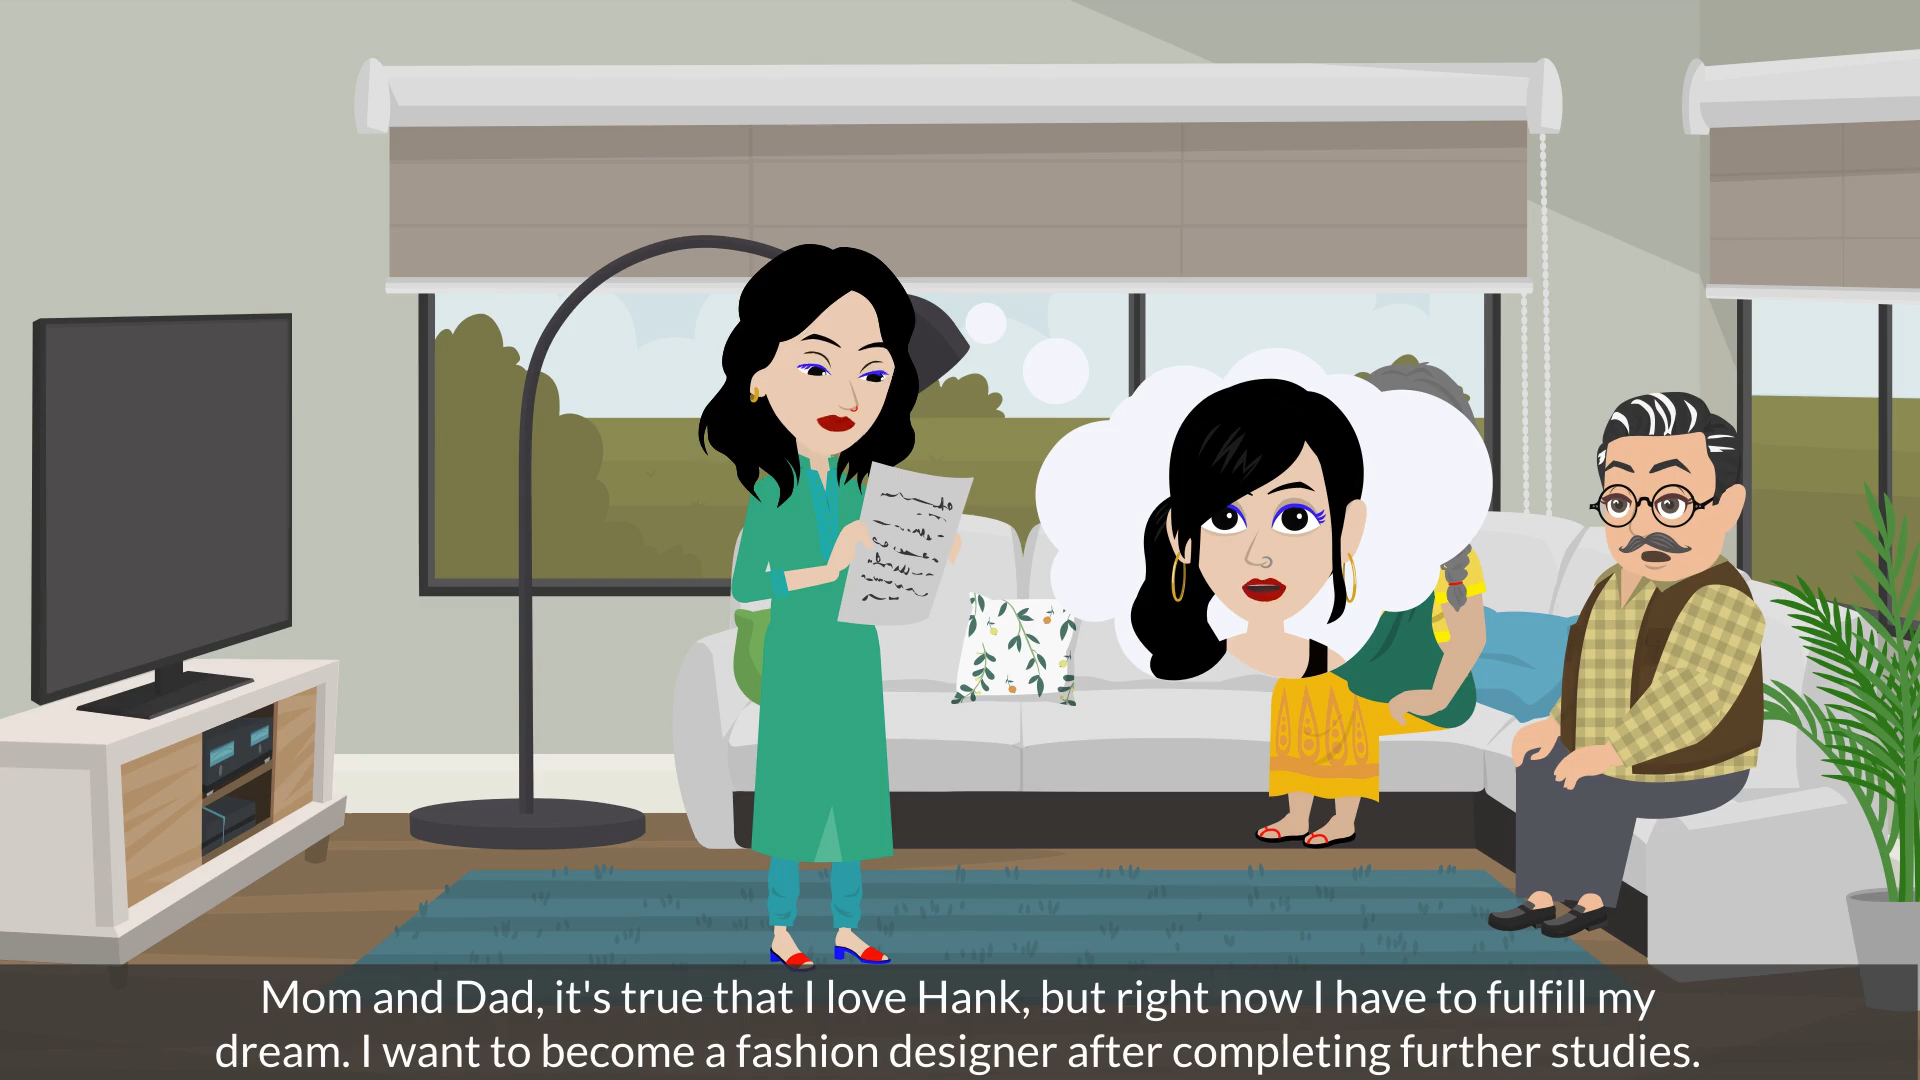 Mom and Dad, it's true that I love Hank, but right now I have to fulfill my
dream. I want to become a fashion designer after completing further studies.